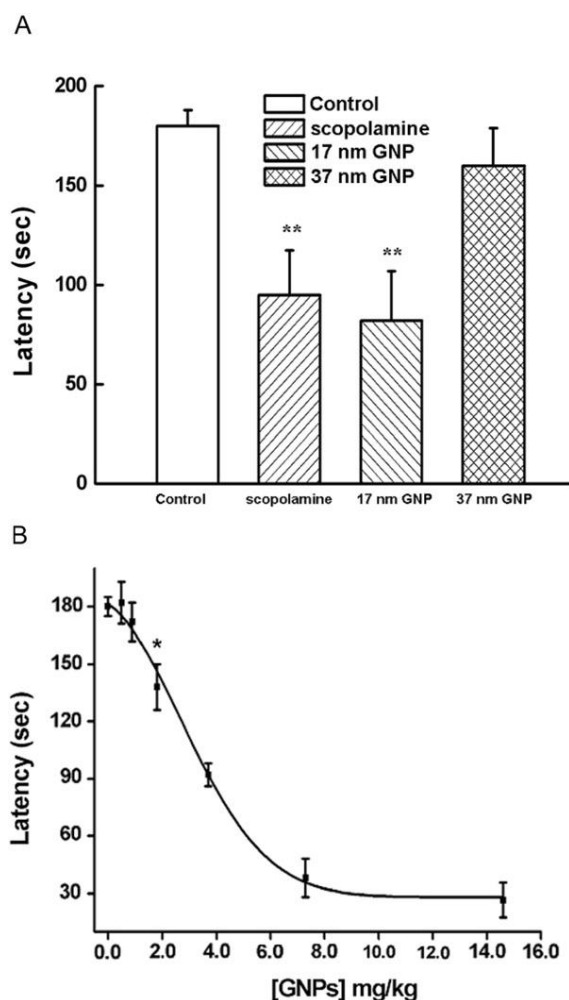 A
Latency (sec)
200
150
100
50
0
Control
scopolamine
17 nm GNP
37 nm GNP
**
**
Control
scopolamine
17 nm GNP
37 nm GNP
B
Latency (sec)
180
150
120
90
60
30
*
0.0
2.0
4.0
6.0
8.0
10.0
12.0
14.0
16.0
[GNPs] mg/kg